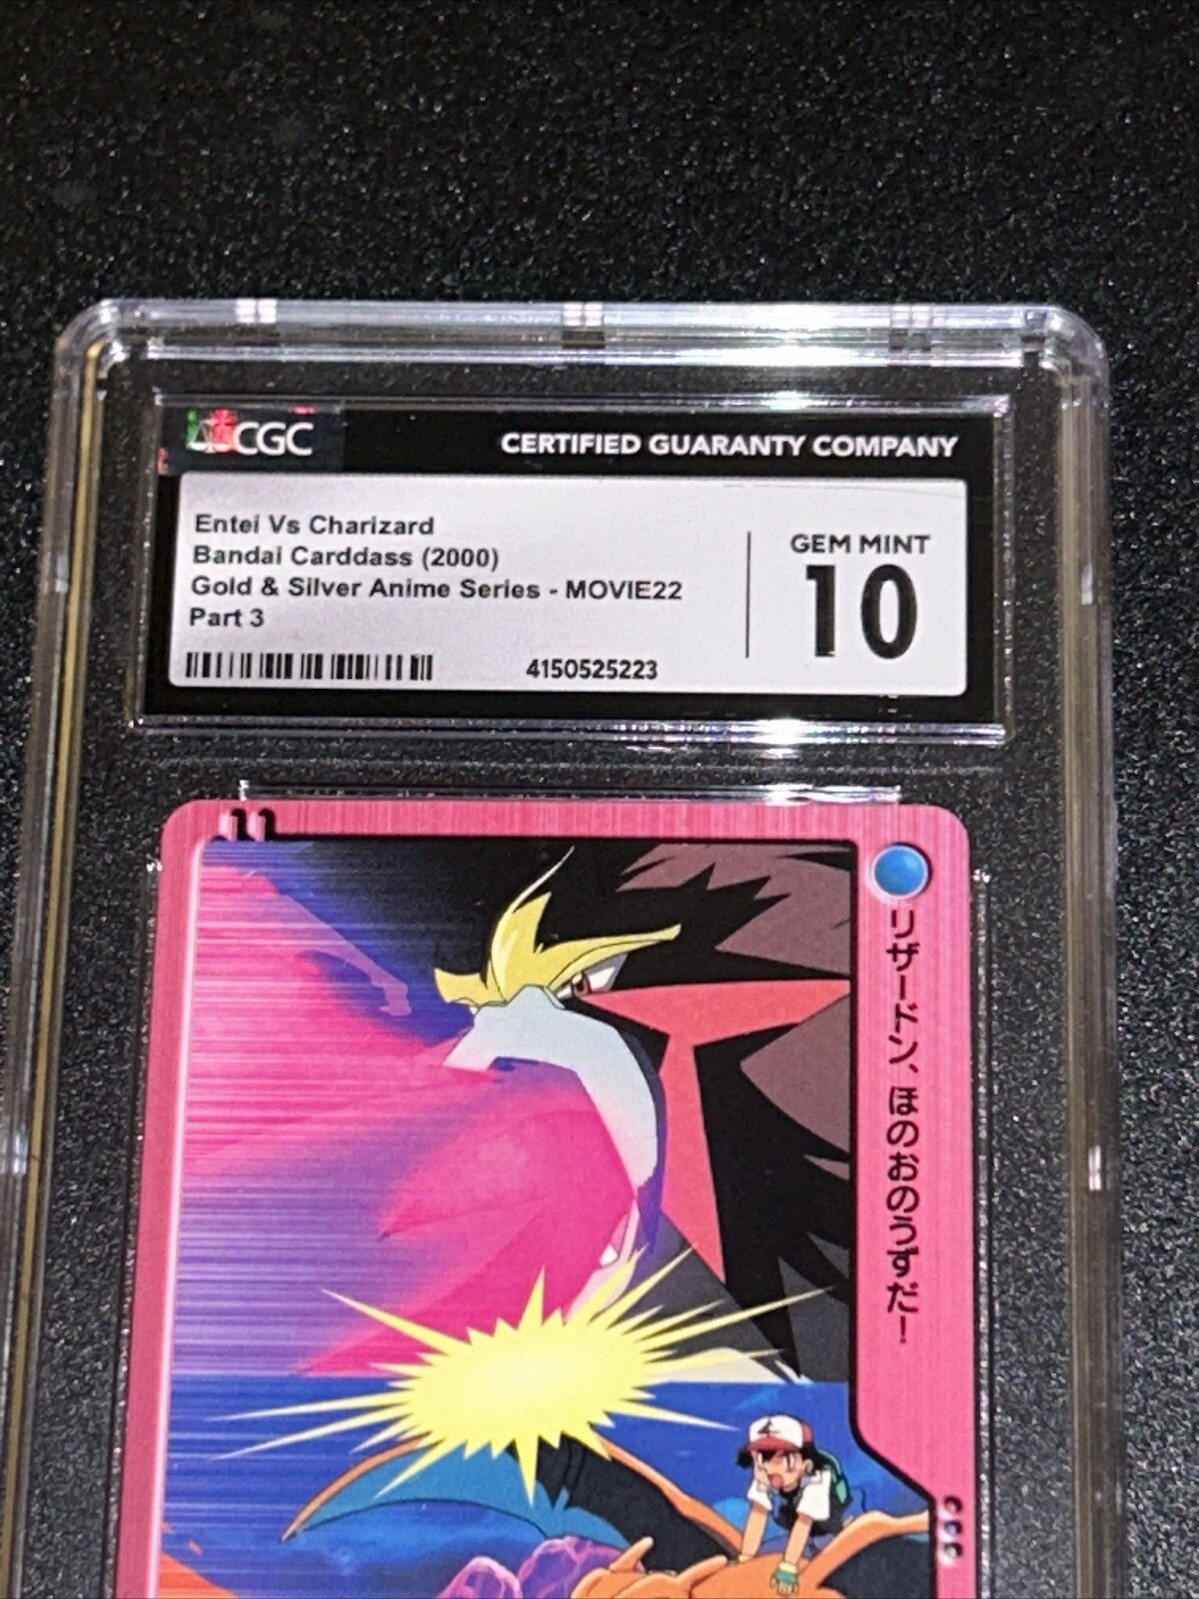 CGC
CERTIFIED GUARANTY COMPANY
Entei Vs Charizard
Bandai Carddass (2000)
Gold & Silver Anime Series - MOVIE22
Part 3
4150525223
GEM MINT
10
リザードン、ほのおのうずだ!